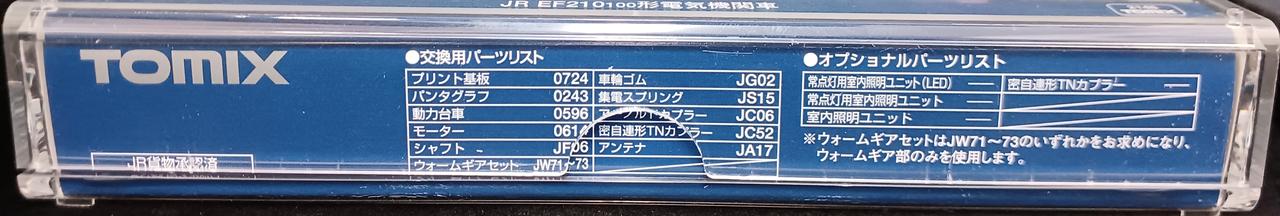 JR EF210 100形電気機関車
TOMIX
●交換用パーツリスト
プリント基板 0724 車輪ゴム JG02
パンタグラフ 0243 集電スプリング JS15
動力台車 0596 アーノルドカプラー JC06
モーター 0614 密自連形TNカプラー JC52
シャフト JF06 アンテナ JA17
ウォームギアセット JW71～73
JR貨物承認済
●オプショナルパーツリスト
常点灯用室内照明ユニット(LED) ── 密自連形TNカプラー ──
常点灯用室内照明ユニット ──
室内照明ユニット ──
※ウォームギアセットはJW71～73のいずれかをお求めになり、
ウォームギア部のみを使用します。